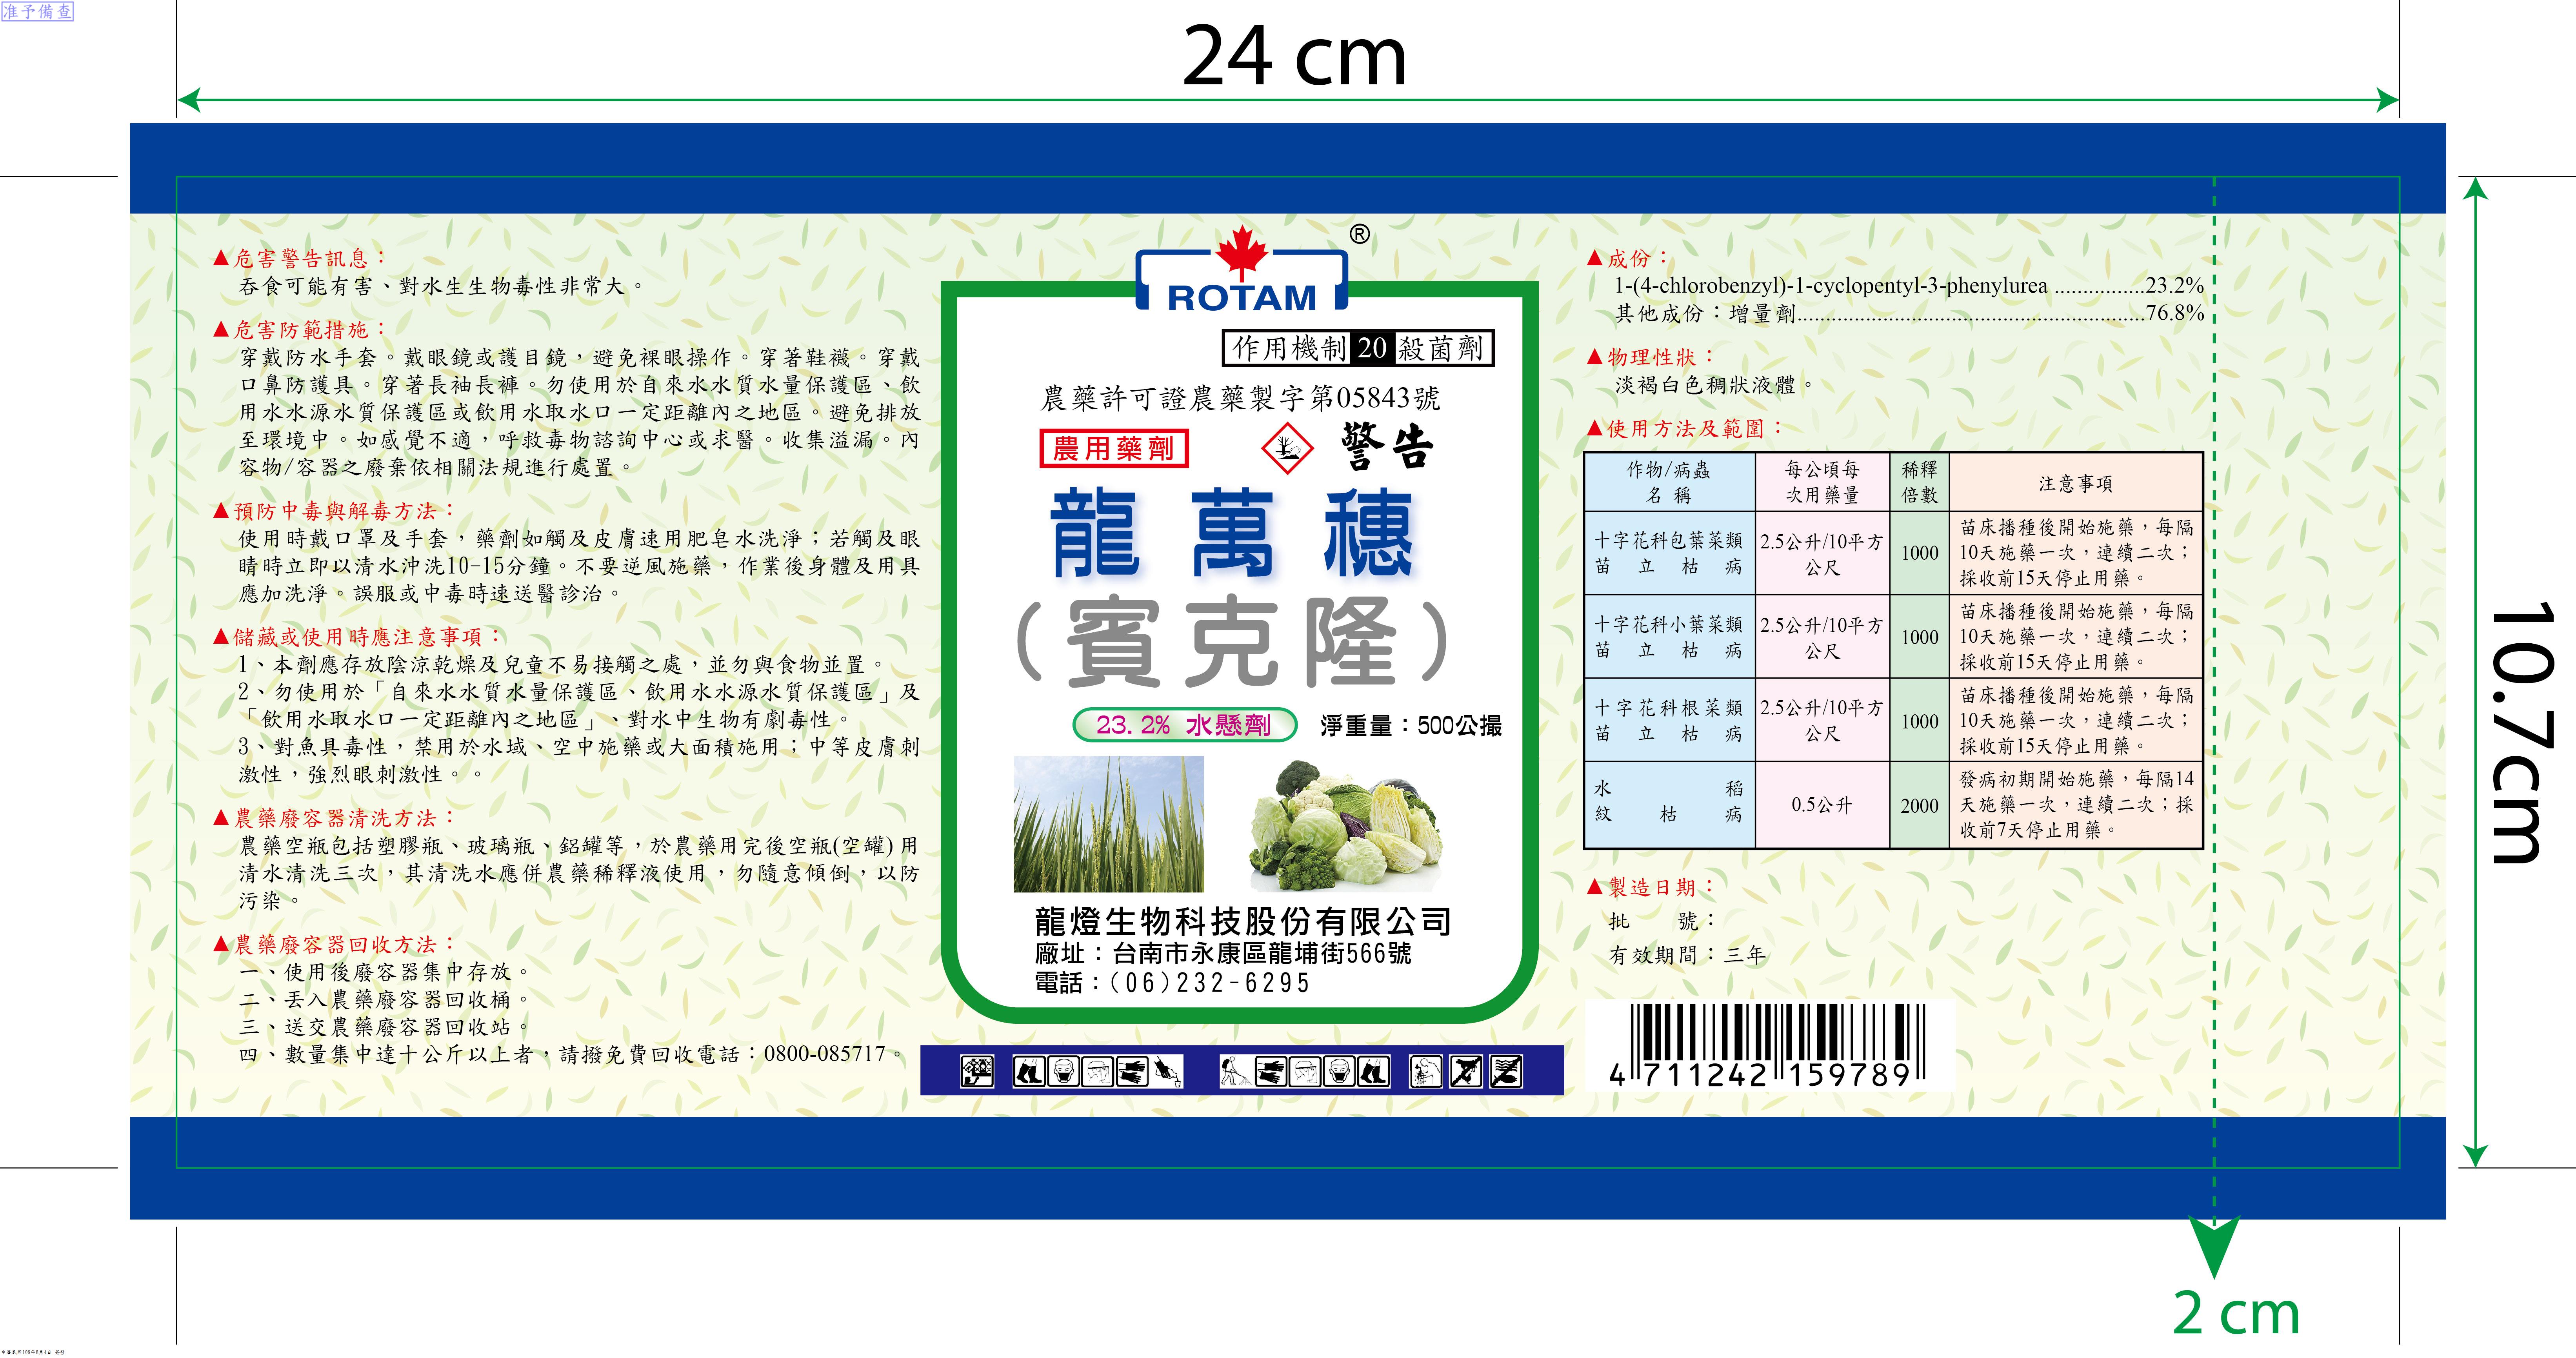 准予備查
24 cm
▲危害警告訊息：
吞食可能有害、對水生生物毒性非常大。
▲危害防範措施：
穿戴防水手套。戴眼鏡或護目鏡，避免裸眼操作。穿著鞋襪。穿戴
口鼻防護具。穿著長袖長褲。勿使用於自來水水質水量保護區、飲
用水水源水質保護區或飲用水取水口一定距離內之地區。避免排放
至環境中。如感覺不適，呼救毒物諮詢中心或求醫。收集溢漏。內
容物/容器之廢棄依相關法規進行處置。
▲預防中毒與解毒方法：
使用時戴口罩及手套，藥劑如觸及皮膚速用肥皂水洗淨；若觸及眼
睛時立即以清水沖洗10-15分鐘。不要逆風施藥，作業後身體及用具
應加洗淨。誤服或中毒時速送醫診治。
▲儲藏或使用時應注意事項：
1、本劑應存放陰涼乾燥及兒童不易接觸之處，並勿與食物並置。
2、勿使用於「自來水水質水量保護區、飲用水水源水質保護區」及
「飲用水取水口一定距離內之地區」、對水中生物有劇毒性。
3、對魚具毒性，禁用於水域、空中施藥或大面積施用；中等皮膚刺
激性，強烈眼刺激性。。
▲農藥廢容器清洗方法：
農藥空瓶包括塑膠瓶、玻璃瓶、鋁罐等，於農藥用完後空瓶(空罐)用
清水清洗三次，其清洗水應併農藥稀釋液使用，勿隨意傾倒，以防
污染。
▲農藥廢容器回收方法：
一、使用後廢容器集中存放。
二、丟入農藥廢容器回收桶。
三、送交農藥廢容器回收站。
四、數量集中達十公斤以上者，請撥免費回收電話：0800-085717。
®
ROTAM
作用機制 20 殺菌劑
農藥許可證農藥製字第05843號
農用藥劑 警告
龍萬穗
(賓克隆)
23.2% 水懸劑 淨重量：500公撮
龍燈生物科技股份有限公司
廠址：台南市永康區龍埔街566號
電話：(06)232-6295
▲成份：
1-(4-chlorobenzyl)-1-cyclopentyl-3-phenylurea ................23.2%
其他成份：增量劑.............................................................76.8%
▲物理性狀：
淡褐白色稠狀液體。
▲使用方法及範圍：
作物/病蟲
名 稱
每公頃每
次用藥量
稀釋
倍數
注意事項
十字花科包葉菜類
苗立枯病
2.5公升/10平方
公尺
1000
苗床播種後開始施藥，每隔
10天施藥一次，連續二次；
採收前15天停止用藥。
十字花科小葉菜類
苗立枯病
2.5公升/10平方
公尺
1000
苗床播種後開始施藥，每隔
10天施藥一次，連續二次；
採收前15天停止用藥。
十字花科根菜類
苗立枯病
2.5公升/10平方
公尺
1000
苗床播種後開始施藥，每隔
10天施藥一次，連續二次；
採收前15天停止用藥。
水稻
紋枯病
0.5公升
2000
發病初期開始施藥，每隔14
天施藥一次，連續二次；採
收前7天停止用藥。
▲製造日期：
批 號：
有效期間：三年
4 711242 159789
10.7cm
2 cm